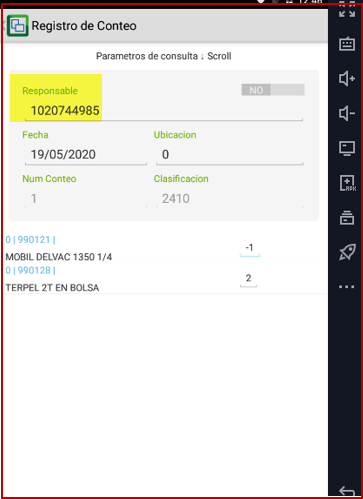 Registro de Conteo
Parametros de consulta ↓ Scroll
Responsable
NO
1020744985
Fecha
Ubicacion
19/05/2020
0
Num Conteo
Clasificacion
1
2410
0 | 990121 |
-1
MOBIL DELVAC 1350 1/4
0 | 990128 |
2
TERPEL 2T EN BOLSA